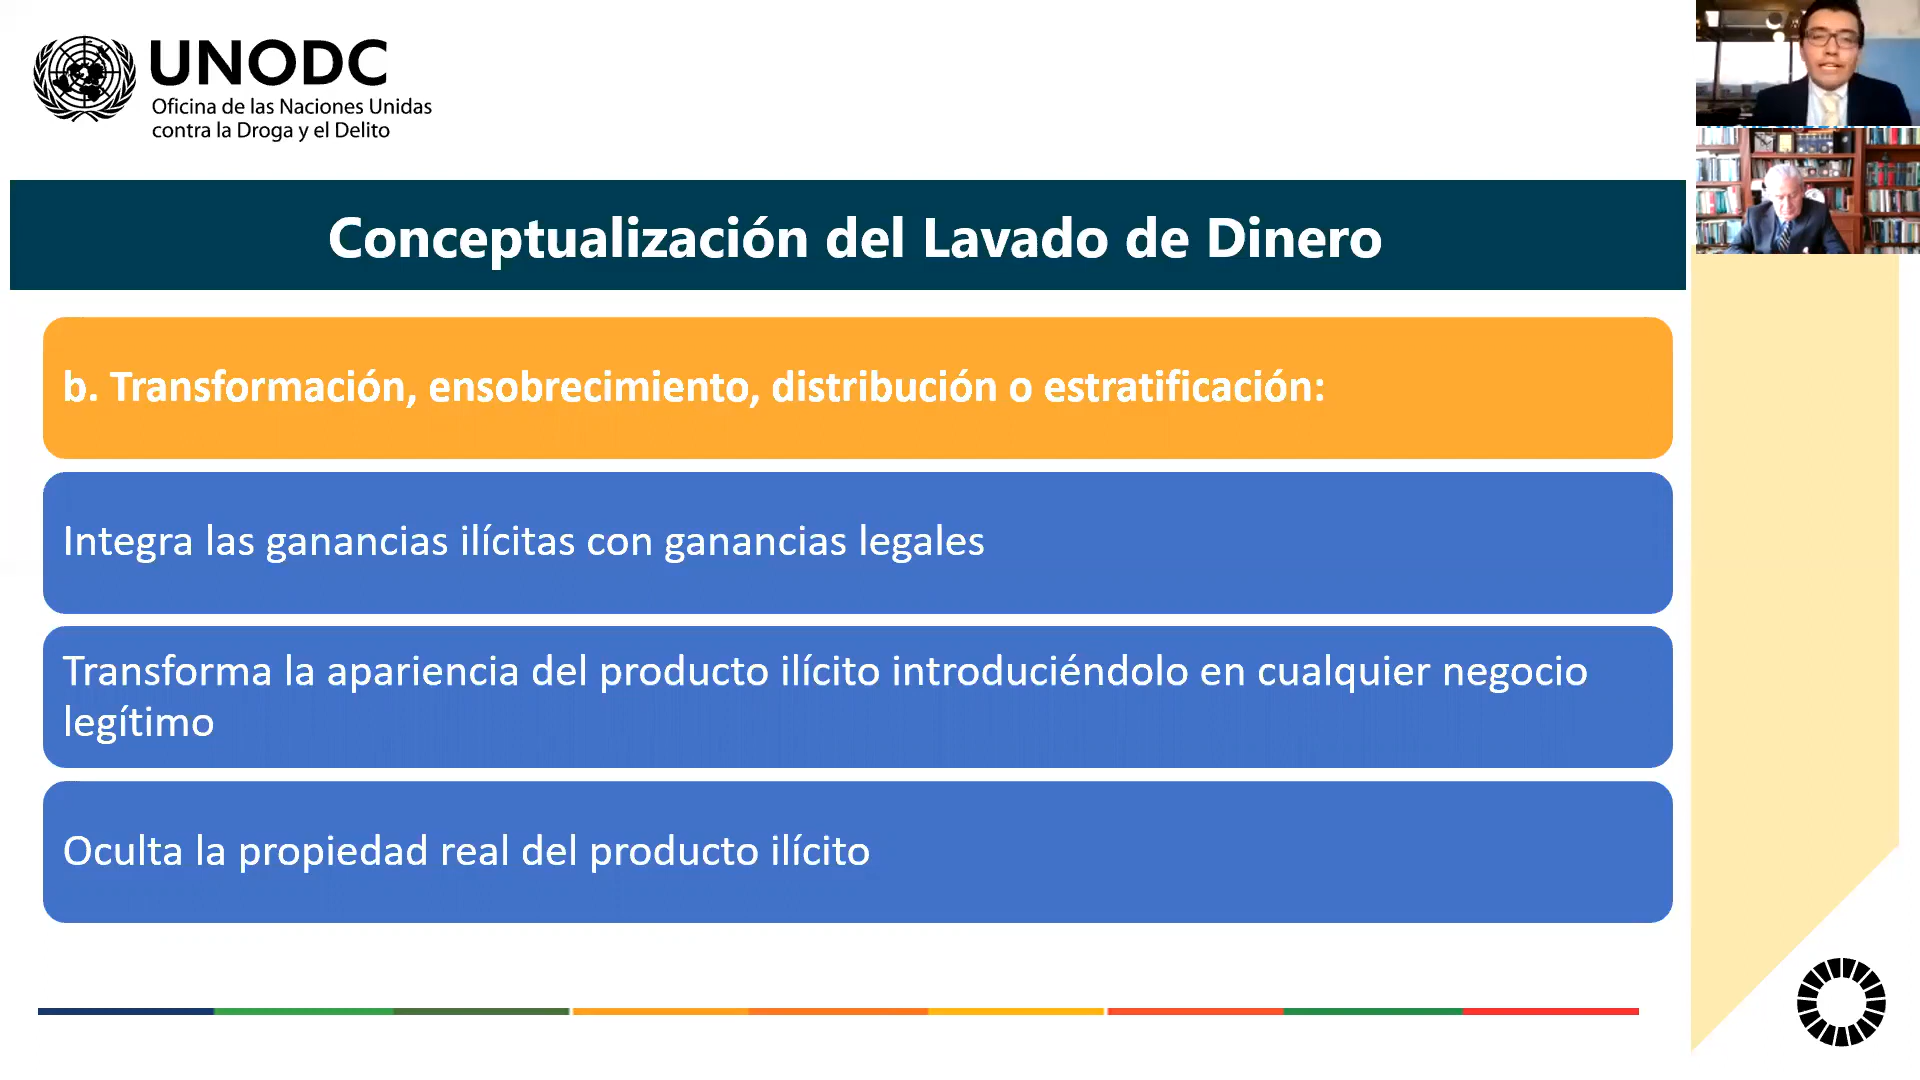 UNODC
Oficina de las Naciones Unidas
contra la Droga y el Delito
Conceptualización del Lavado de Dinero
b. Transformación, ensobrecimiento, distribución o estratificación:
Integra las ganancias ilícitas con ganancias legales
Transforma la apariencia del producto ilícito introduciéndolo en cualquier negocio
legítimo
Oculta la propiedad real del producto ilícito